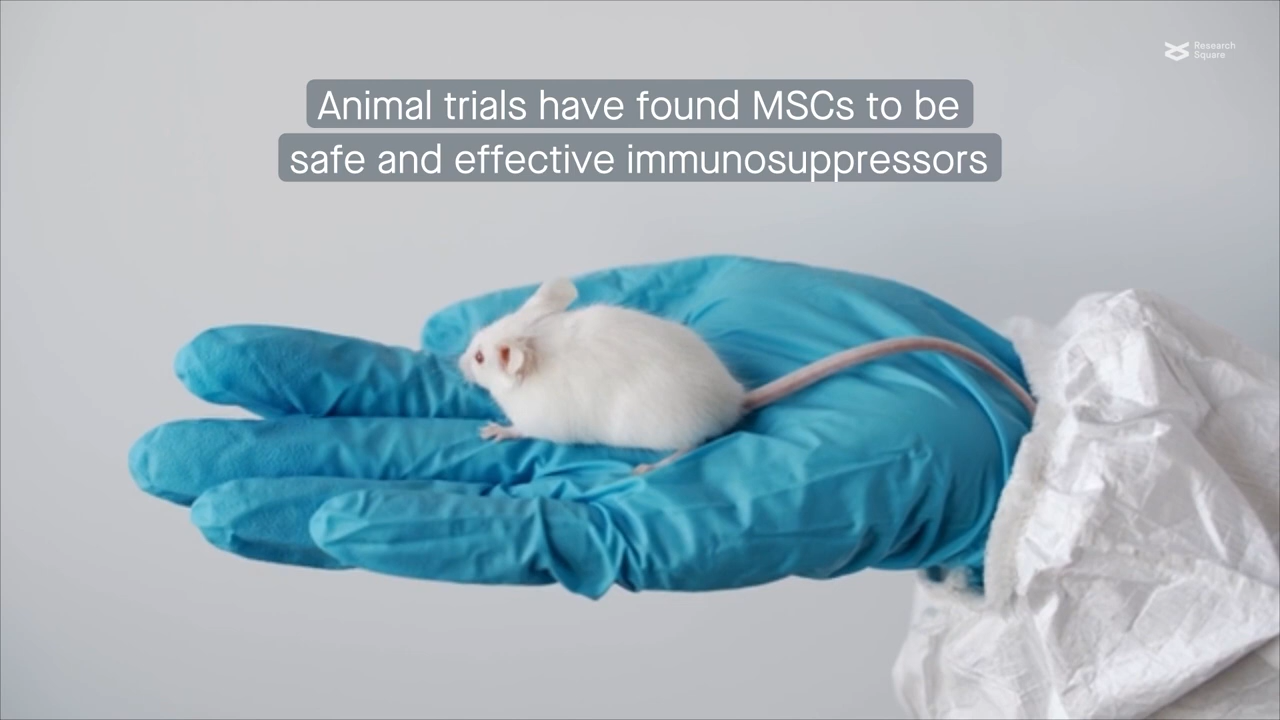 Research
Square
Animal trials have found MSCs to be
safe and effective immunosuppressors